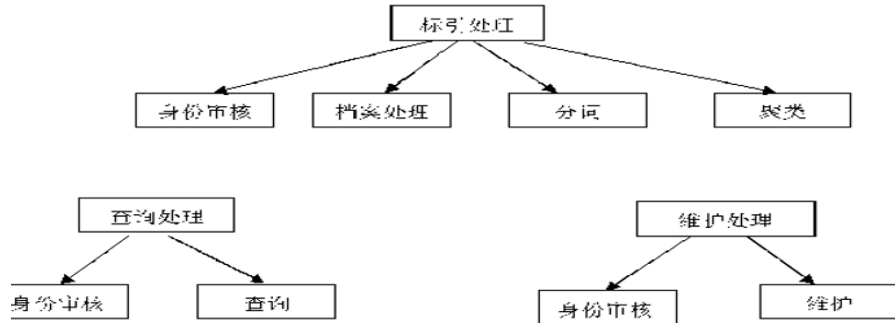 标引处理
身份审核
档案处理
分词
聚类
查询处理
维护处理
身份审核
查询
身份审核
维护